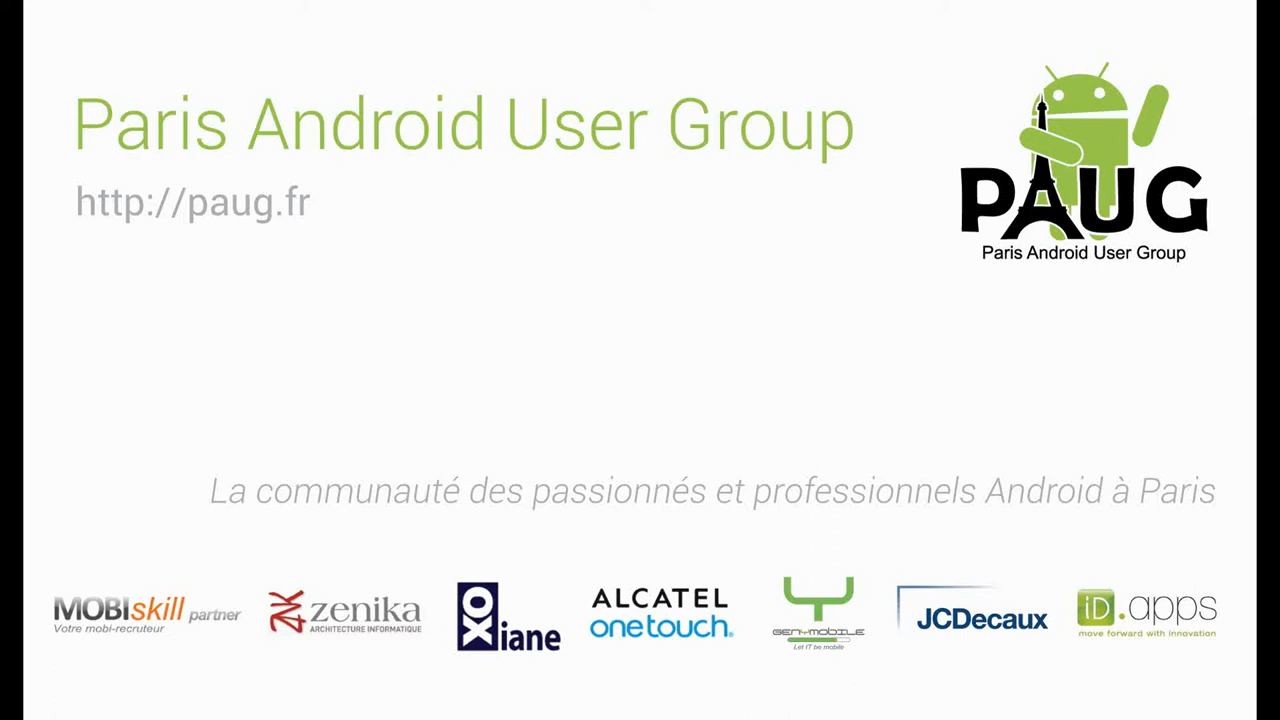 Paris Android User Group
http://paug.fr
PAUG
Paris Android User Group
La communauté des passionnés et professionnels Android à Paris
MOBiskill partner
Votre mobi-recruteur
zenika
ARCHITECTURE INFORMATIQUE
OXiane
ALCATEL
onetouch.
GENYMOBILE
Let IT be mobile
JCDecaux
iD.apps
move forward with innovation